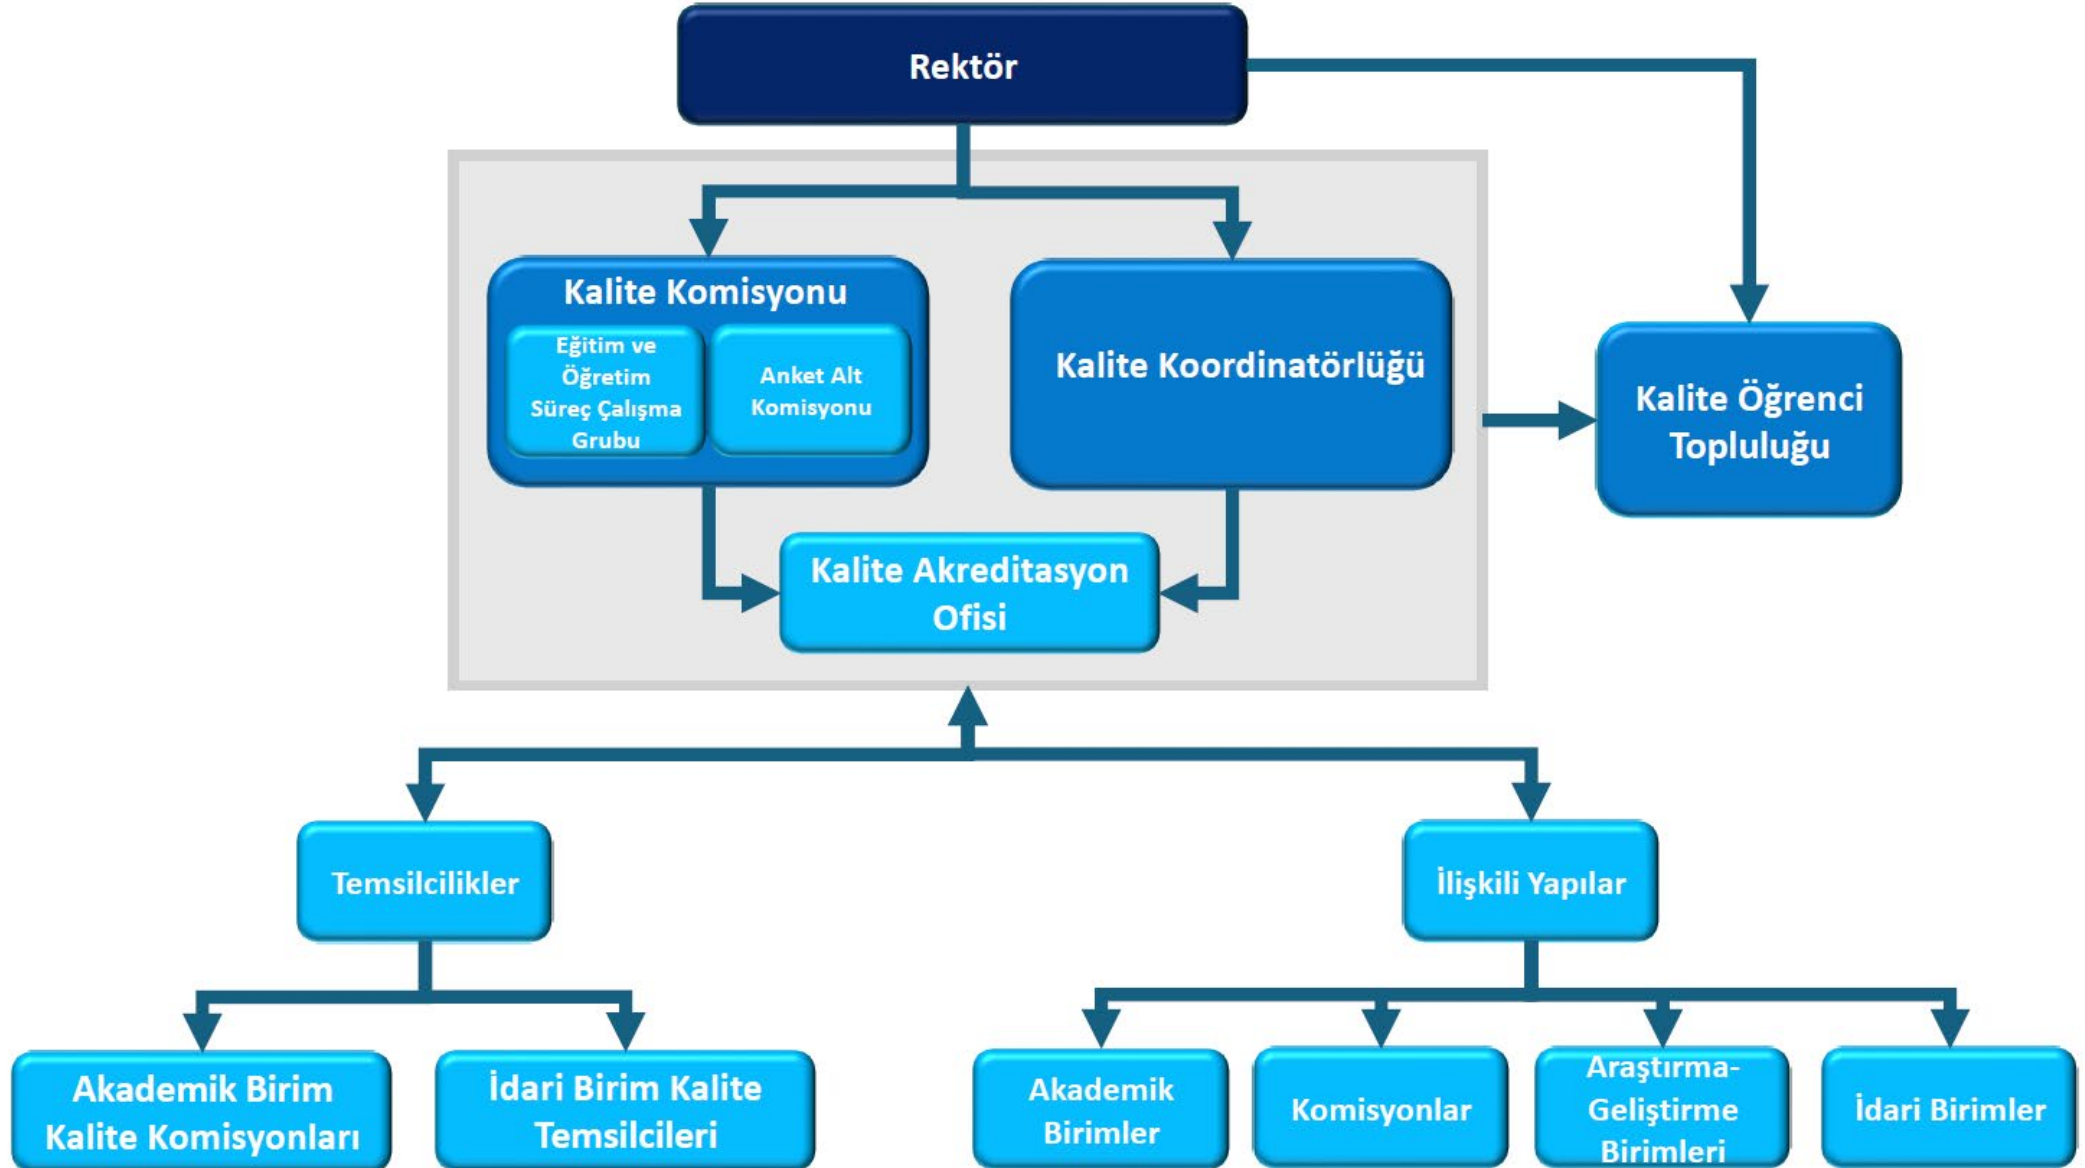 Rektör
Kalite Komisyonu
Eğitim ve
Öğretim
Süreç Çalışma
Grubu
Anket Alt
Komisyonu
Kalite Koordinatörlüğü
Kalite Öğrenci
Topluluğu
Kalite Akreditasyon
Ofisi
Temsilcilikler
İlişkili Yapılar
Akademik Birim
Kalite Komisyonları
İdari Birim Kalite
Temsilcileri
Akademik
Birimler
Komisyonlar
Araştırma-
Geliştirme
Birimleri
İdari Birimler